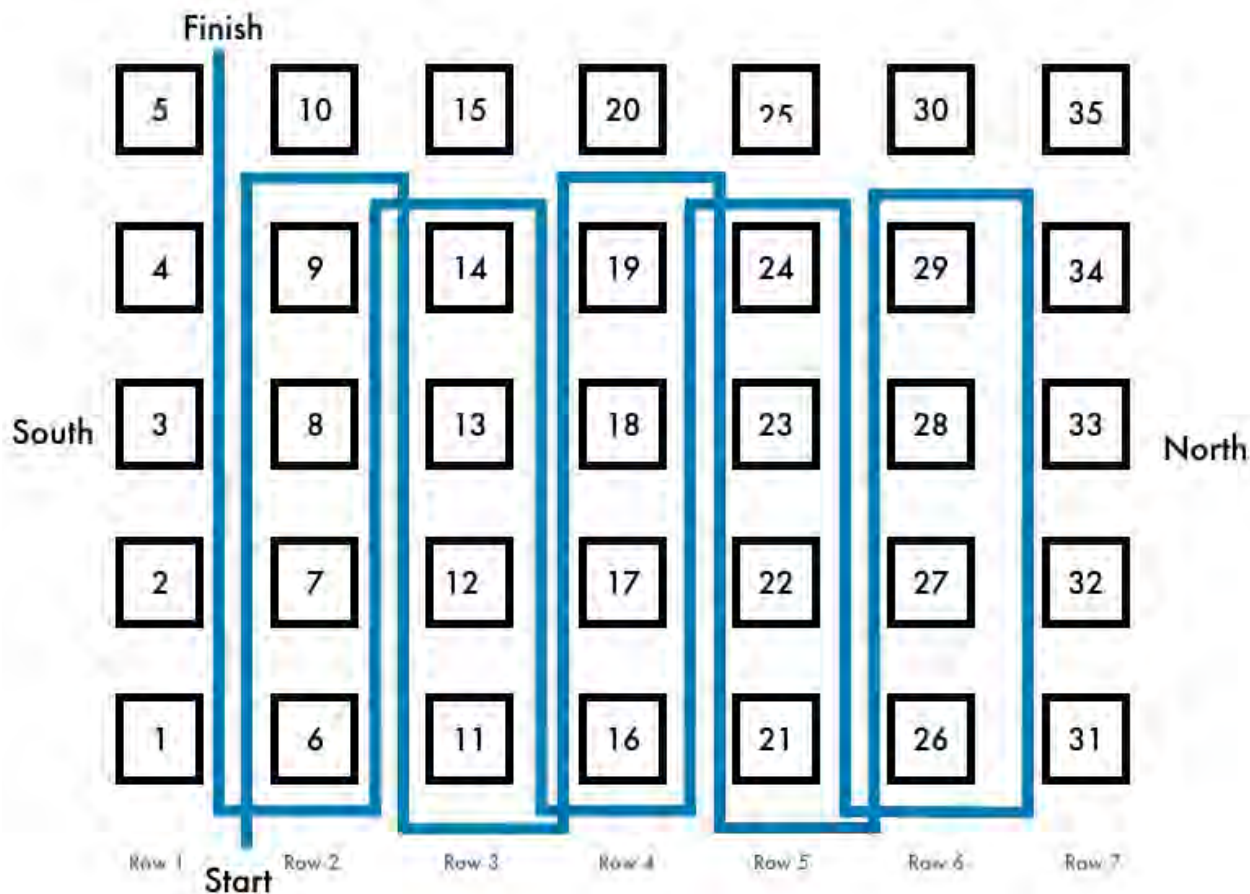 Finish
5 10 15 20 25 30 35
4 9 14 19 24 29 34
South 3 8 13 18 23 28 33 North
2 7 12 17 22 27 32
1 6 11 16 21 26 31
Row 1 Row 2 Row 3 Row 4 Row 5 Row 6 Row 7
Start